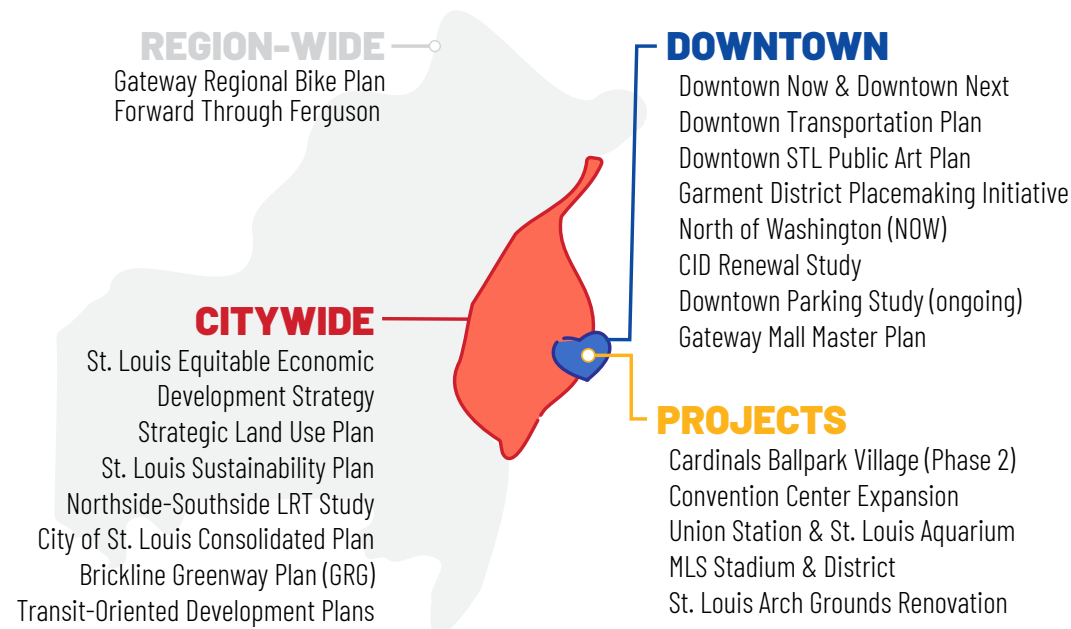 REGION-WIDE
Gateway Regional Bike Plan
Forward Through Ferguson
CITYWIDE
St. Louis Equitable Economic
Development Strategy
Strategic Land Use Plan
St. Louis Sustainability Plan
Northside-Southside LRT Study
City of St. Louis Consolidated Plan
Brickline Greenway Plan (GRG)
Transit-Oriented Development Plans
DOWNTOWN
Downtown Now & Downtown Next
Downtown Transportation Plan
Downtown STL Public Art Plan
Garment District Placemaking Initiative
North of Washington (NOW)
CID Renewal Study
Downtown Parking Study (ongoing)
Gateway Mall Master Plan
PROJECTS
Cardinals Ballpark Village (Phase 2)
Convention Center Expansion
Union Station & St. Louis Aquarium
MLS Stadium & District
St. Louis Arch Grounds Renovation